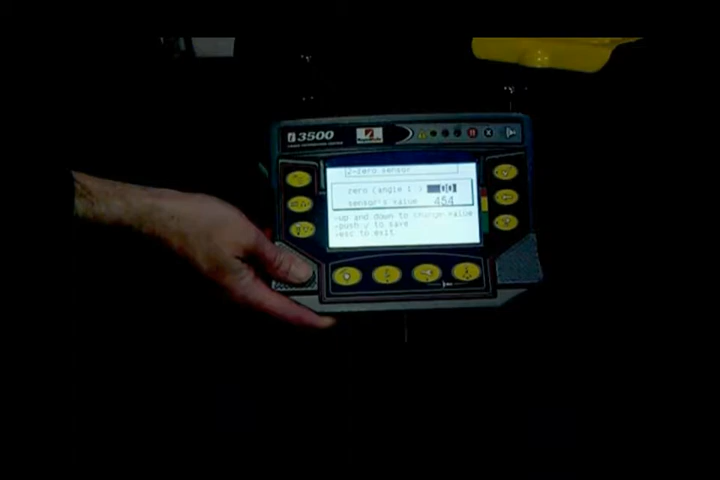 i 3500
2-zero sensor
zero (angle 1 ) 00
sensor's value 454
-up and down to change value
-push √ to save
-esc to exit